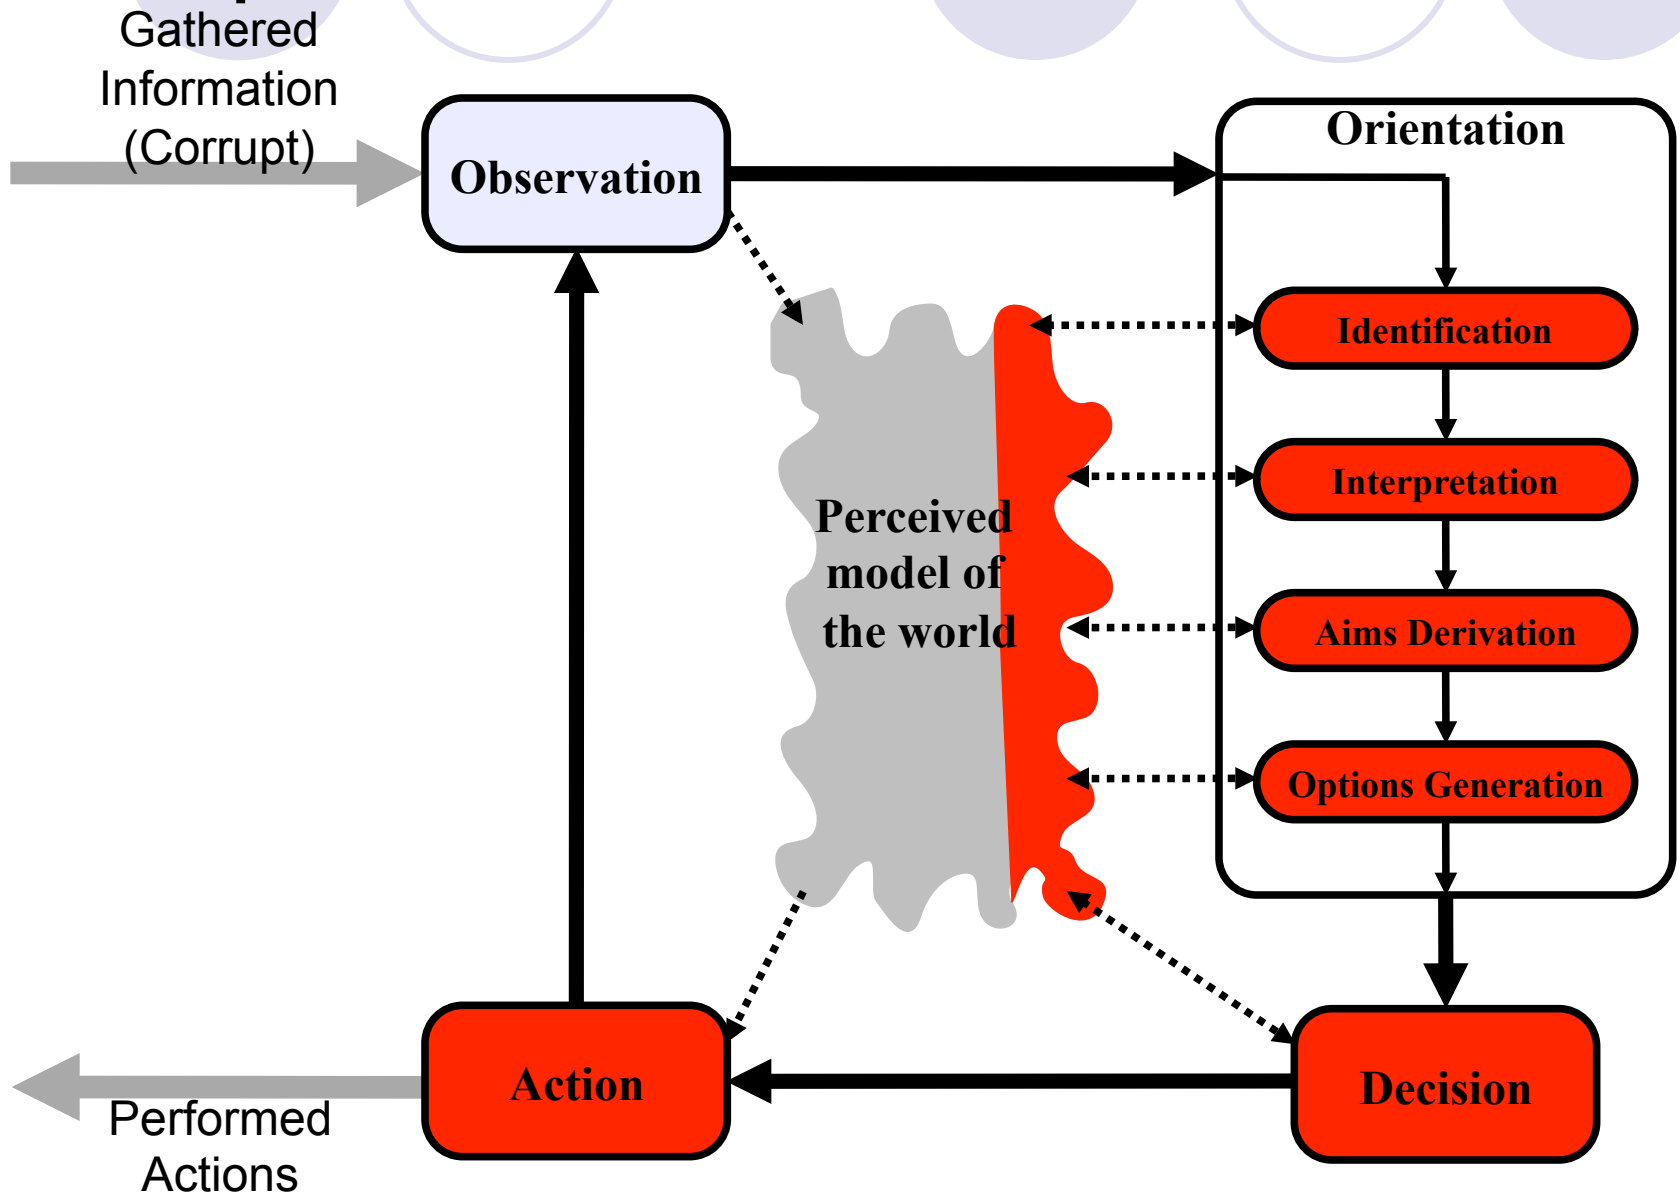 Gathered
Information
(Corrupt)
Observation
Orientation
Identification
Interpretation
Aims Derivation
Options Generation
Perceived
model of
the world
Action
Decision
Performed
Actions